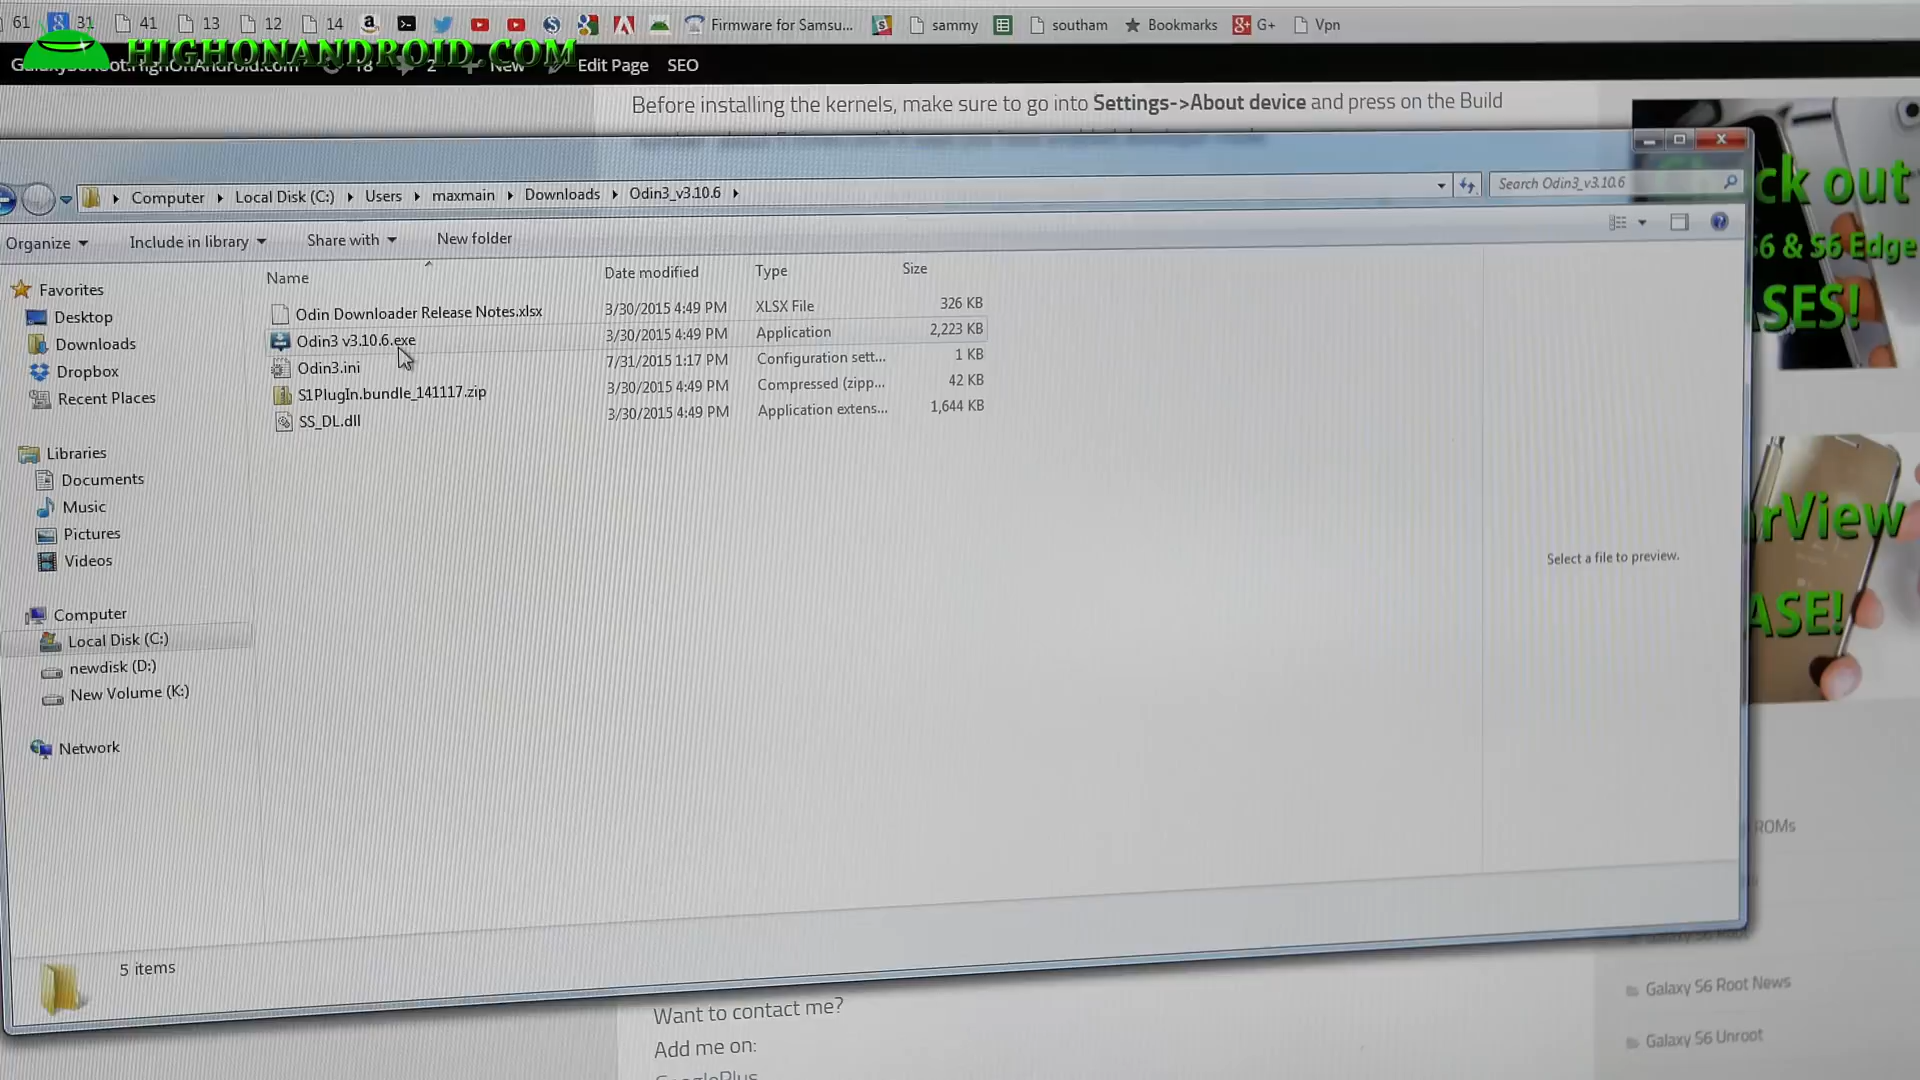 61 31 41 13 12 14 Firmware for Samsu... sammy southam Bookmarks G+ Vpn
HIGHONANDROID.COM
18 2 New Edit Page SEO
Before installing the kernels, make sure to go into Settings->About device and press on the Build
Check out
S6 & S6 Edge
CASES!
Computer Local Disk (C:) Users maxmain Downloads Odin3_v3.10.6 Search Odin3_v3.10.6
Organize Include in library Share with New folder
Name Date modified Type Size
Odin Downloader Release Notes.xlsx 3/30/2015 4:49 PM XLSX File 326 KB
Odin3 v3.10.6.exe 3/30/2015 4:49 PM Application 2,223 KB
Odin3.ini 7/31/2015 1:17 PM Configuration sett... 1 KB
S1PlugIn.bundle_141117.zip 3/30/2015 4:49 PM Compressed (zipp... 42 KB
SS_DL.dll 3/30/2015 4:49 PM Application extens... 1,644 KB
Favorites
Desktop
Downloads
Dropbox
Recent Places
Libraries
Documents
Music
Pictures
Videos
Computer
Local Disk (C:)
newdisk (D:)
New Volume (K:)
Network
Select a file to preview.
rView
ASE!
ROMs
5 items
Galaxy S6 Root News
Galaxy S6 Unroot
Want to contact me?
Add me on:
GooglePlus